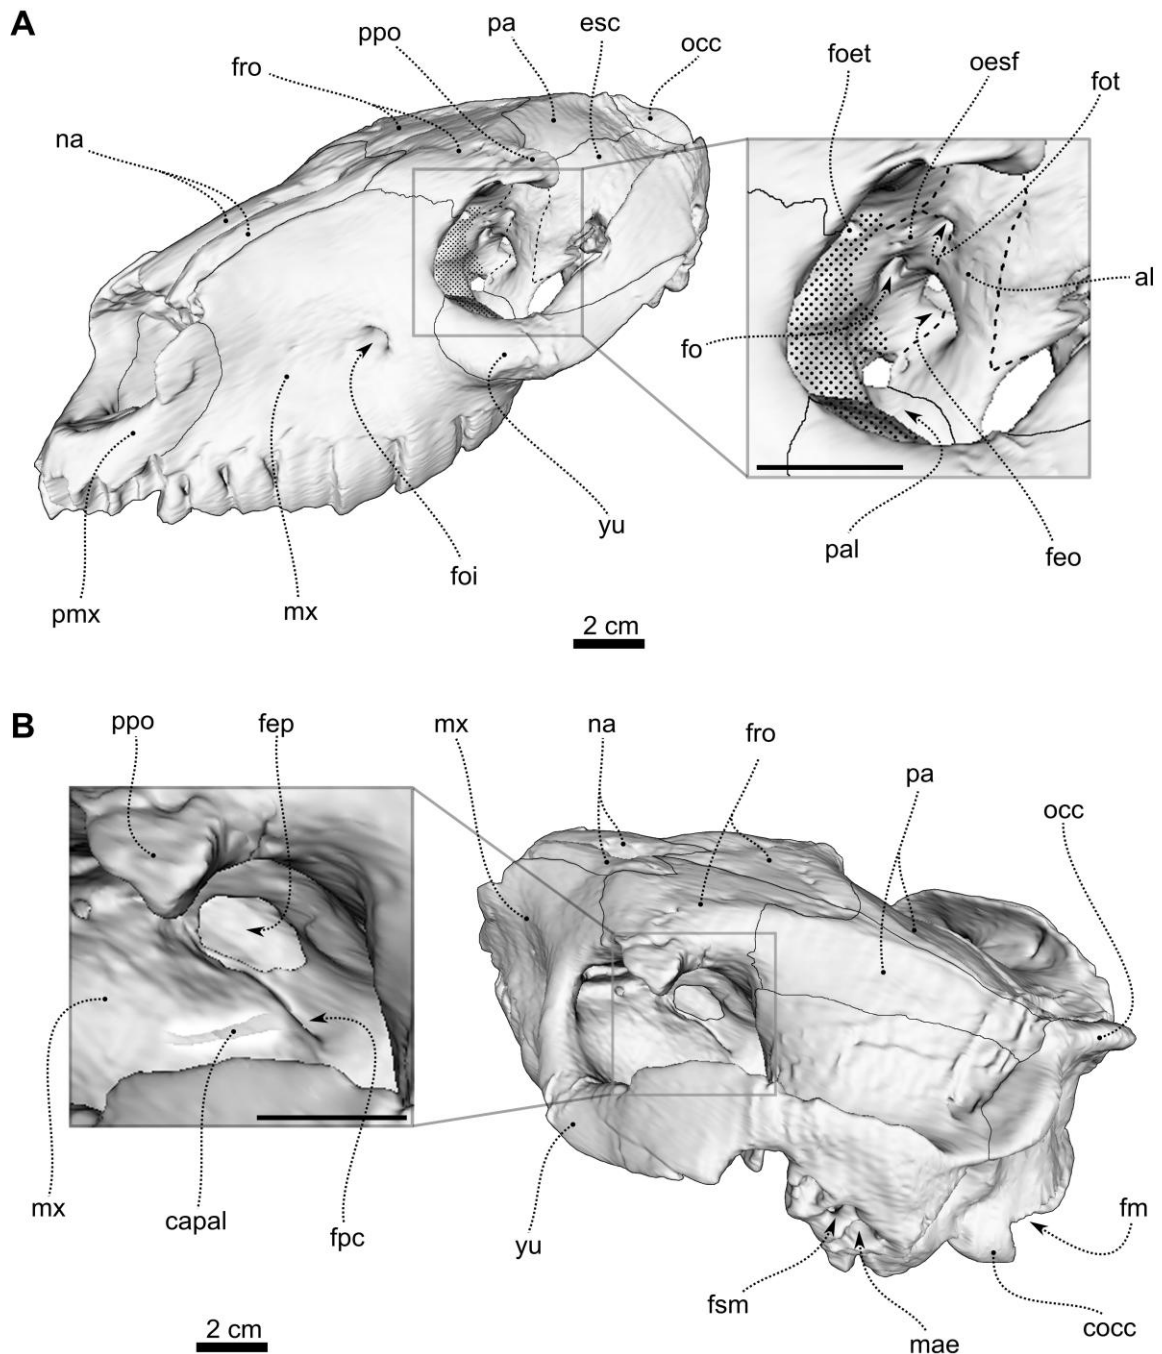 A
ppo
pa
esc
occ
fro
na
foet
oesf
fot
al
fo
yu
pal
feo
foi
pmx
mx
2 cm
B
ppo
fep
mx
na
fro
pa
occ
mx
capal
fpc
yu
fm
fsm
mae
cocc
2 cm